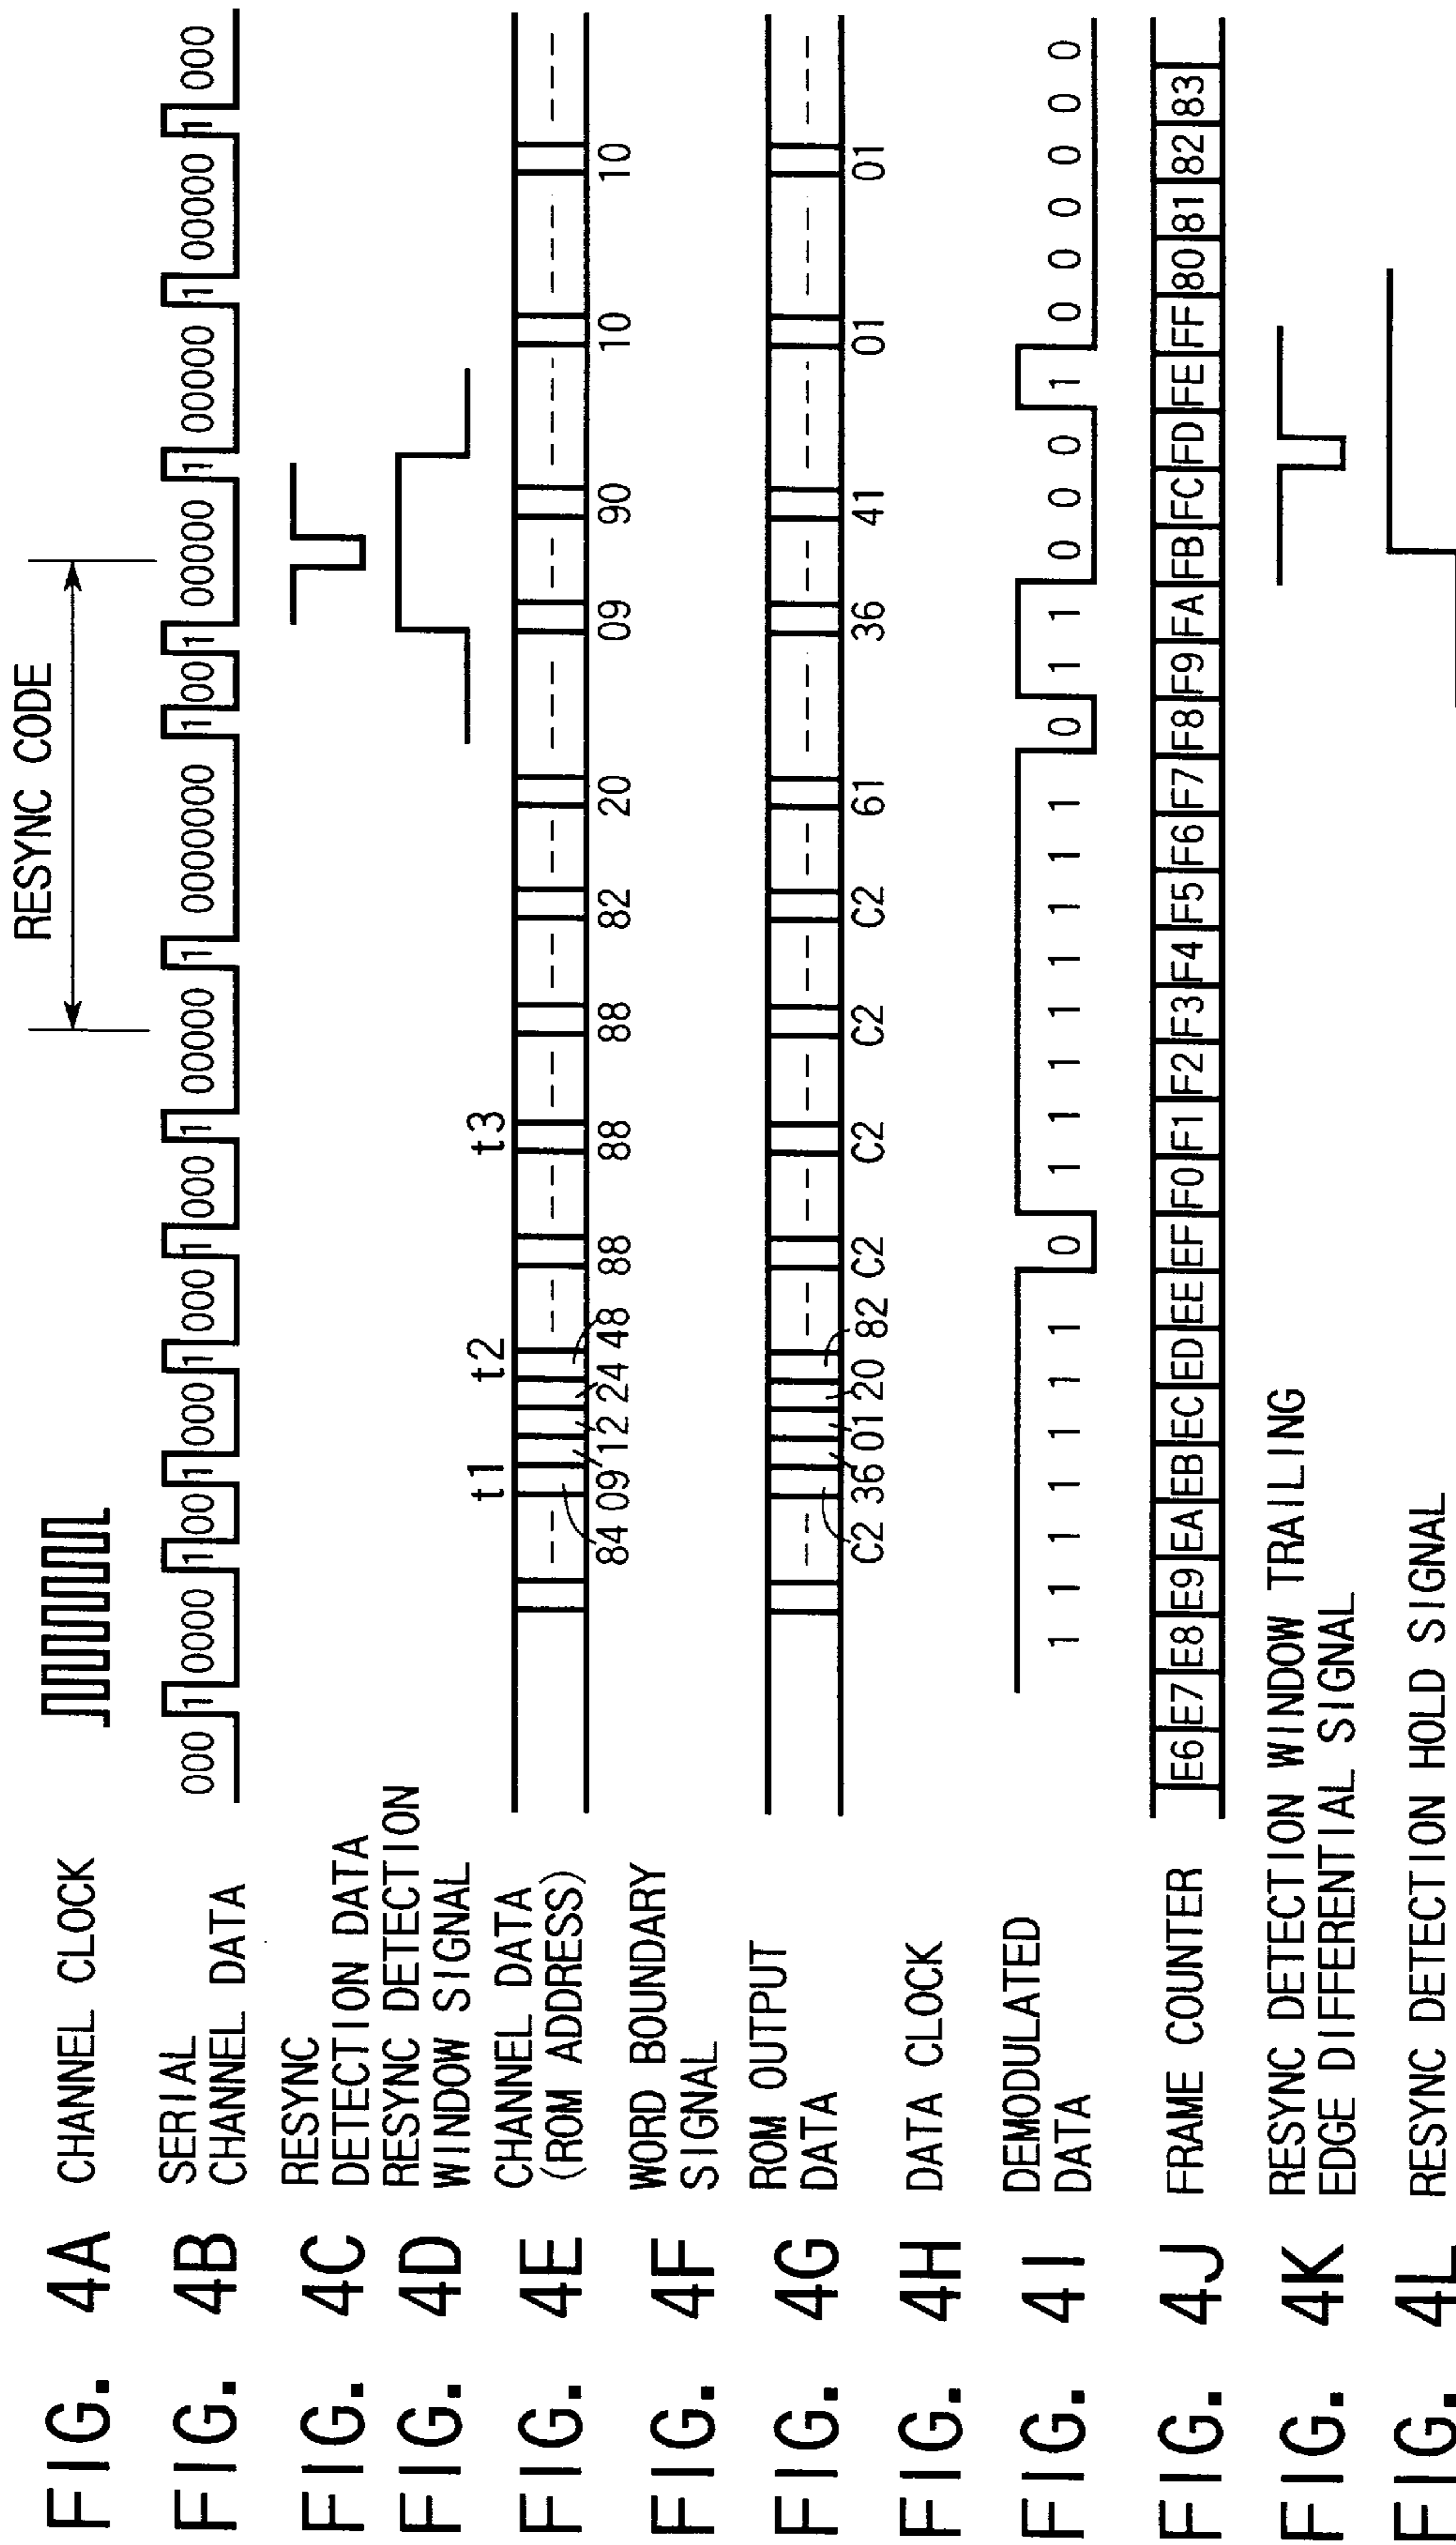 RESYNC CODE
FIG. 4A CHANNEL CLOCK
FIG. 4B SERIAL
CHANNEL DATA
000 1 0000 1 00 1 000 1 000 1 000 1 00000 1 0000000 1 00 1 00000 1 00000 1 00000 1 000
FIG. 4C RESYNC
DETECTION DATA
FIG. 4D RESYNC DETECTION
WINDOW SIGNAL
t1 t2 t3
FIG. 4E CHANNEL DATA
(ROM ADDRESS)
84 09 12 24 48 88 88 88 82 20 09 90 10 10
FIG. 4F WORD BOUNDARY
SIGNAL
FIG. 4G ROM OUTPUT
DATA
C2 36 01 20 82 C2 C2 C2 C2 61 36 41 01 01
FIG. 4H DATA CLOCK
FIG. 4I DEMODULATED
DATA
1 1 1 1 1 1 1 0 1 1 1 1 1 1 1 1 0 1 1 0 0 0 1 0 0 0 0 0 0
FIG. 4J FRAME COUNTER
E6 E7 E8 E9 EA EB EC ED EE EF F0 F1 F2 F3 F4 F5 F6 F7 F8 F9 FA FB FC FD FE FF 80 81 82 83
FIG. 4K RESYNC DETECTION WINDOW TRAILING
EDGE DIFFERENTIAL SIGNAL
FIG. 4L RESYNC DETECTION HOLD SIGNAL